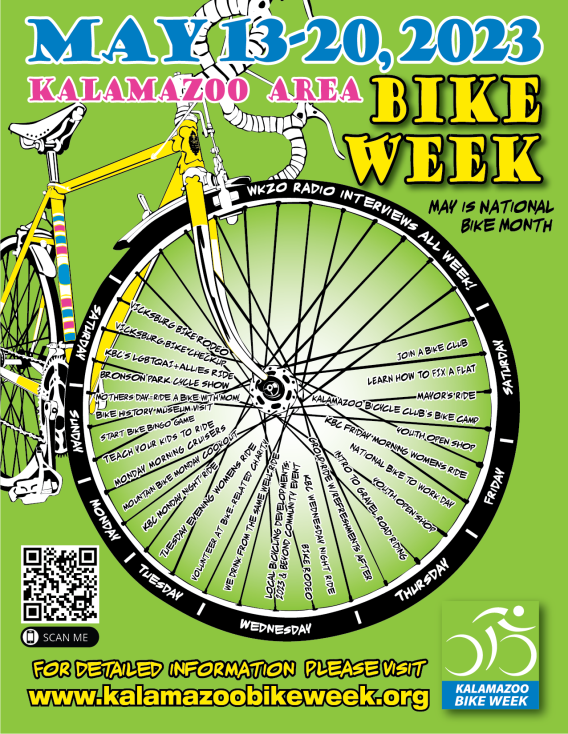 MAY 13-20, 2023
KALAMAZOO AREA
BIKE
WEEK
MAY IS NATIONAL
BIKE MONTH
WKZO RADIO INTERVIEWS ALL WEEK!
SATURDAY
VICKSBURG BIKE RODEO
VICKSBURG BIKE CHECKUP
KBC'S LGBTQAI+ALLIES RIDE
BRONSON PARK CYCLE SHOW
SUNDAY
MOTHERS DAY: RIDE A BIKE WITH MOM!
BIKE HISTORY MUSEUM VISIT
START BIKE BINGO GAME
TEACH YOUR KIDS TO RIDE
MONDAY
MONDAY MORNING CRUISERS
MOUNTAIN BIKE MONDAY COOKOUT
KBC MONDAY NIGHT RIDE
TUESDAY
TUESDAY EVENING WOMENS RIDE
VOLUNTEER AT BIKE-RELATED CHARITY
WE DRINK FROM THE SAME WELL RIDE
WEDNESDAY
LOCAL BICYCLING DEVELOPMENTS:
2023 & BEYOND COMMUNITY EVENT
BIKE RODEO
KBC WEDNESDAY NIGHT RIDE
THURSDAY
GROUP RIDE W/REFRESHMENTS AFTER
INTRO TO GRAVEL ROAD RIDING
YOUTH OPEN SHOP
FRIDAY
NATIONAL BIKE TO WORK DAY
KBC FRIDAY MORNING WOMENS RIDE
YOUTH OPEN SHOP
SATURDAY
KALAMAZOO BICYCLE CLUB'S BIKE CAMP
MAYOR'S RIDE
LEARN HOW TO FIX A FLAT
JOIN A BIKE CLUB
SCAN ME
FOR DETAILED INFORMATION PLEASE VISIT
www.kalamazoobikeweek.org
KALAMAZOO
BIKE WEEK